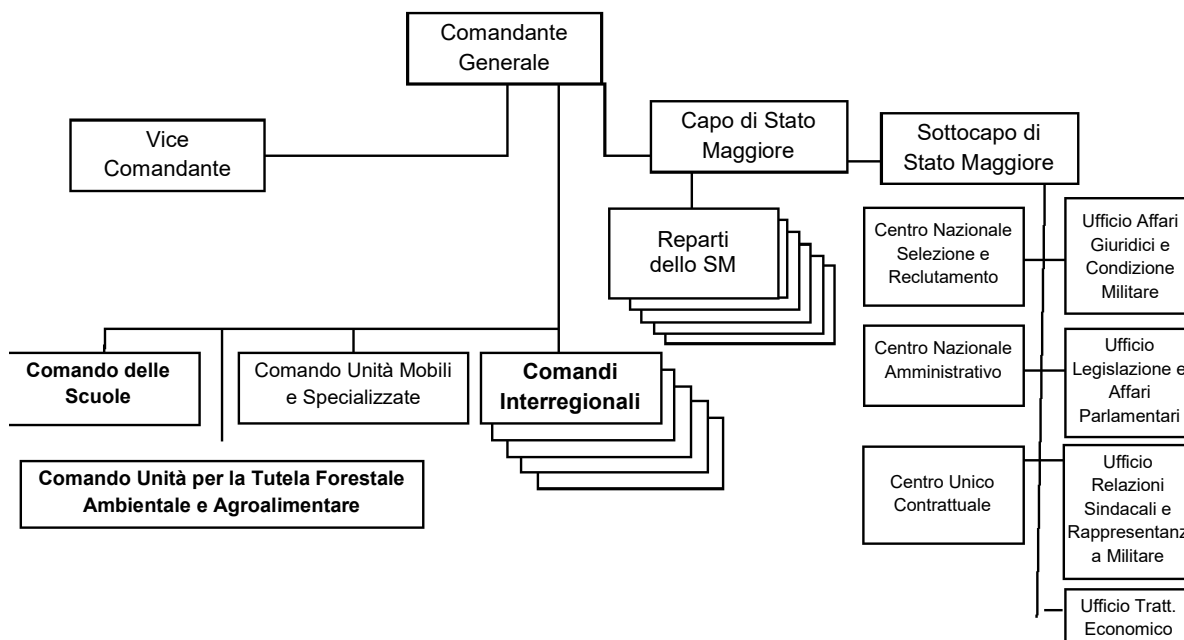 Comandante
Generale
Vice
Comandante
Capo di Stato
Maggiore
Sottocapo di
Stato Maggiore
Reparti
dello SM
Centro Nazionale
Selezione e
Reclutamento
Ufficio Affari
Giuridici e
Condizione
Militare
Comando delle
Scuole
Comando Unità Mobili
e Specializzate
Comandi
Interregionali
Centro Nazionale
Amministrativo
Ufficio
Legislazione e
Affari
Parlamentari
Comando Unità per la Tutela Forestale
Ambientale e Agroalimentare
Centro Unico
Contrattuale
Ufficio
Relazioni
Sindacali e
Rappresentanz
a Militare
Ufficio Tratt.
Economico